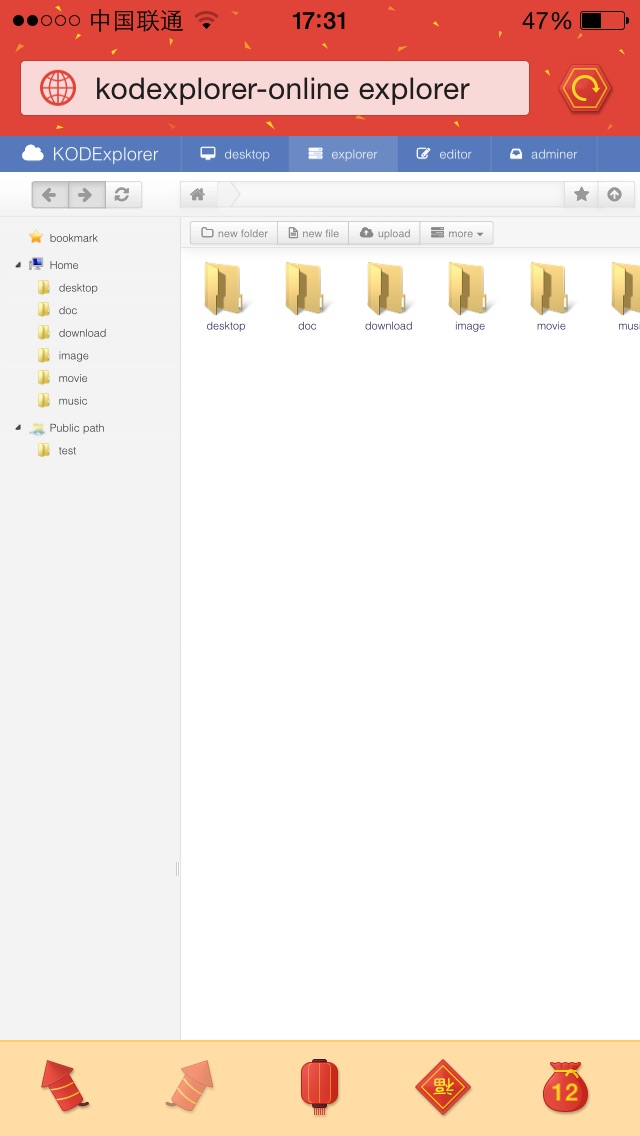 中国联通 17:31 47%
kodexplorer-online explorer
KODExplorer desktop explorer editor adminer
new folder new file upload more
bookmark
Home
desktop
doc
download
image
movie
music
Public path
test
desktop doc download image movie musi
福
12